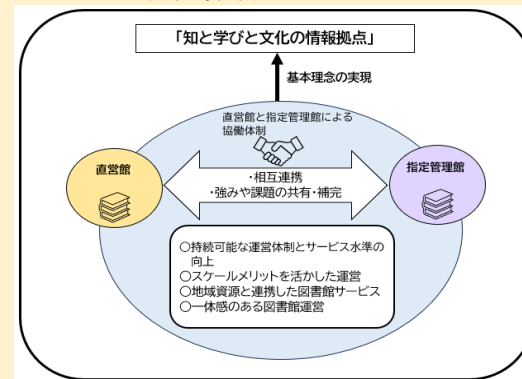 「知と学びと文化の情報拠点」
基本理念の実現
直営館と指定管理館による
協働体制
直営館
指定管理館
・相互連携
・強みや課題の共有・補完
○持続可能な運営体制とサービス水準の
向上
○スケールメリットを活かした運営
○地域資源と連携した図書館サービス
○一体感のある図書館運営